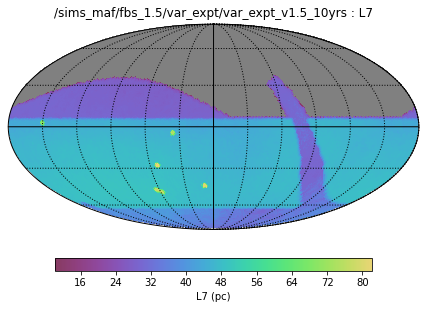 /sims_maf/fbs_1.5/var_expt/var_expt_v1.5_10yrs : L7
16 24 32 40 48 56 64 72 80
L7 (pc)